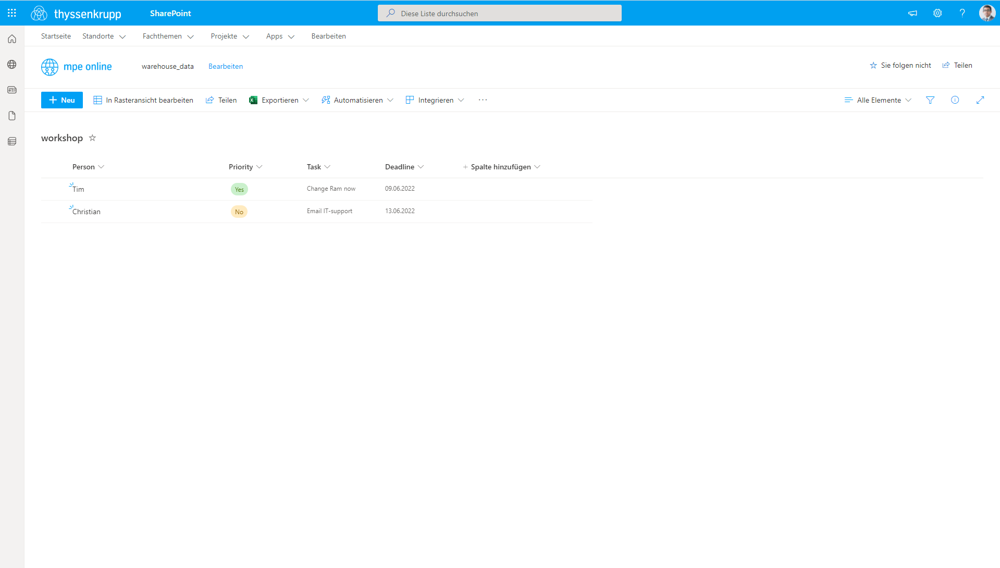 thyssenkrupp SharePoint Diese Liste durchsuchen
Startseite Standorte Fachthemen Projekte Apps Bearbeiten
mpe online warehouse_data Bearbeiten Sie folgen nicht Teilen
Neu In Rasteransicht bearbeiten Teilen Exportieren Automatisieren Integrieren ··· Alle Elemente
workshop
Person Priority Task Deadline + Spalte hinzufügen
Tim Yes Change Ram now 09.06.2022
Christian No Email IT-support 13.06.2022